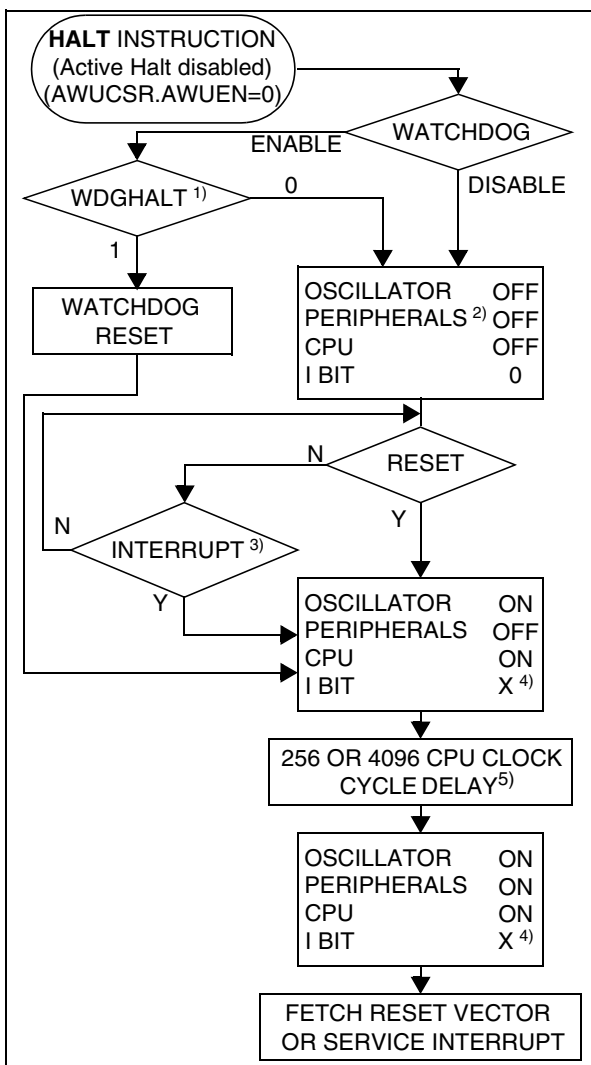 HALT INSTRUCTION
(Active Halt disabled)
(AWUCSR.AWUEN=0)
WATCHDOG
ENABLE
DISABLE
WDGHALT 1)
0
1
WATCHDOG
RESET
OSCILLATOR OFF
PERIPHERALS 2) OFF
CPU OFF
I BIT 0
RESET
N
Y
INTERRUPT 3)
N
Y
OSCILLATOR ON
PERIPHERALS OFF
CPU ON
I BIT X 4)
256 OR 4096 CPU CLOCK
CYCLE DELAY5)
OSCILLATOR ON
PERIPHERALS ON
CPU ON
I BIT X 4)
FETCH RESET VECTOR
OR SERVICE INTERRUPT